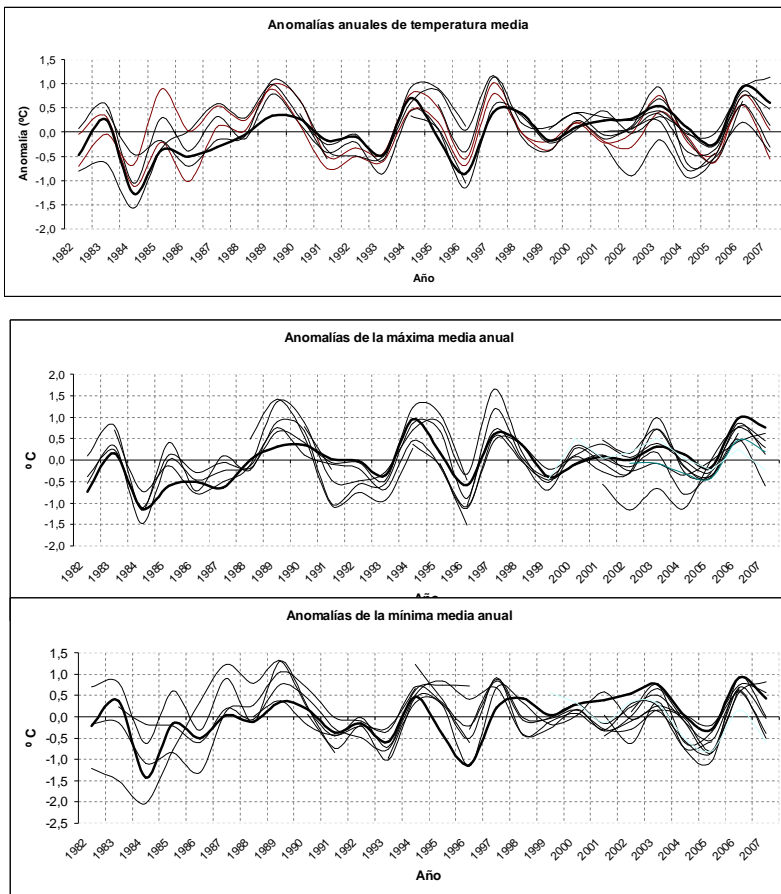 Anomalías anuales de temperatura media
1,5
1,0
0,5
0,0
-0,5
-1,0
-1,5
-2,0
Anomalía (ºC)
1982 1983 1984 1985 1986 1987 1988 1989 1990 1991 1992 1993 1994 1995 1996 1997 1998 1999 2000 2001 2002 2003 2004 2005 2006 2007
Año
Anomalías de la máxima media anual
2,0
1,5
1,0
0,5
0,0
-0,5
-1,0
-1,5
-2,0
º C
1982 1983 1984 1985 1986 1987 1988 1989 1990 1991 1992 1993 1994 1995 1996 1997 1998 1999 2000 2001 2002 2003 2004 2005 2006 2007
Año
Anomalías de la mínima media anual
1,5
1,0
0,5
0,0
-0,5
-1,0
-1,5
-2,0
-2,5
º C
1982 1983 1984 1985 1986 1987 1988 1989 1990 1991 1992 1993 1994 1995 1996 1997 1998 1999 2000 2001 2002 2003 2004 2005 2006 2007
Año